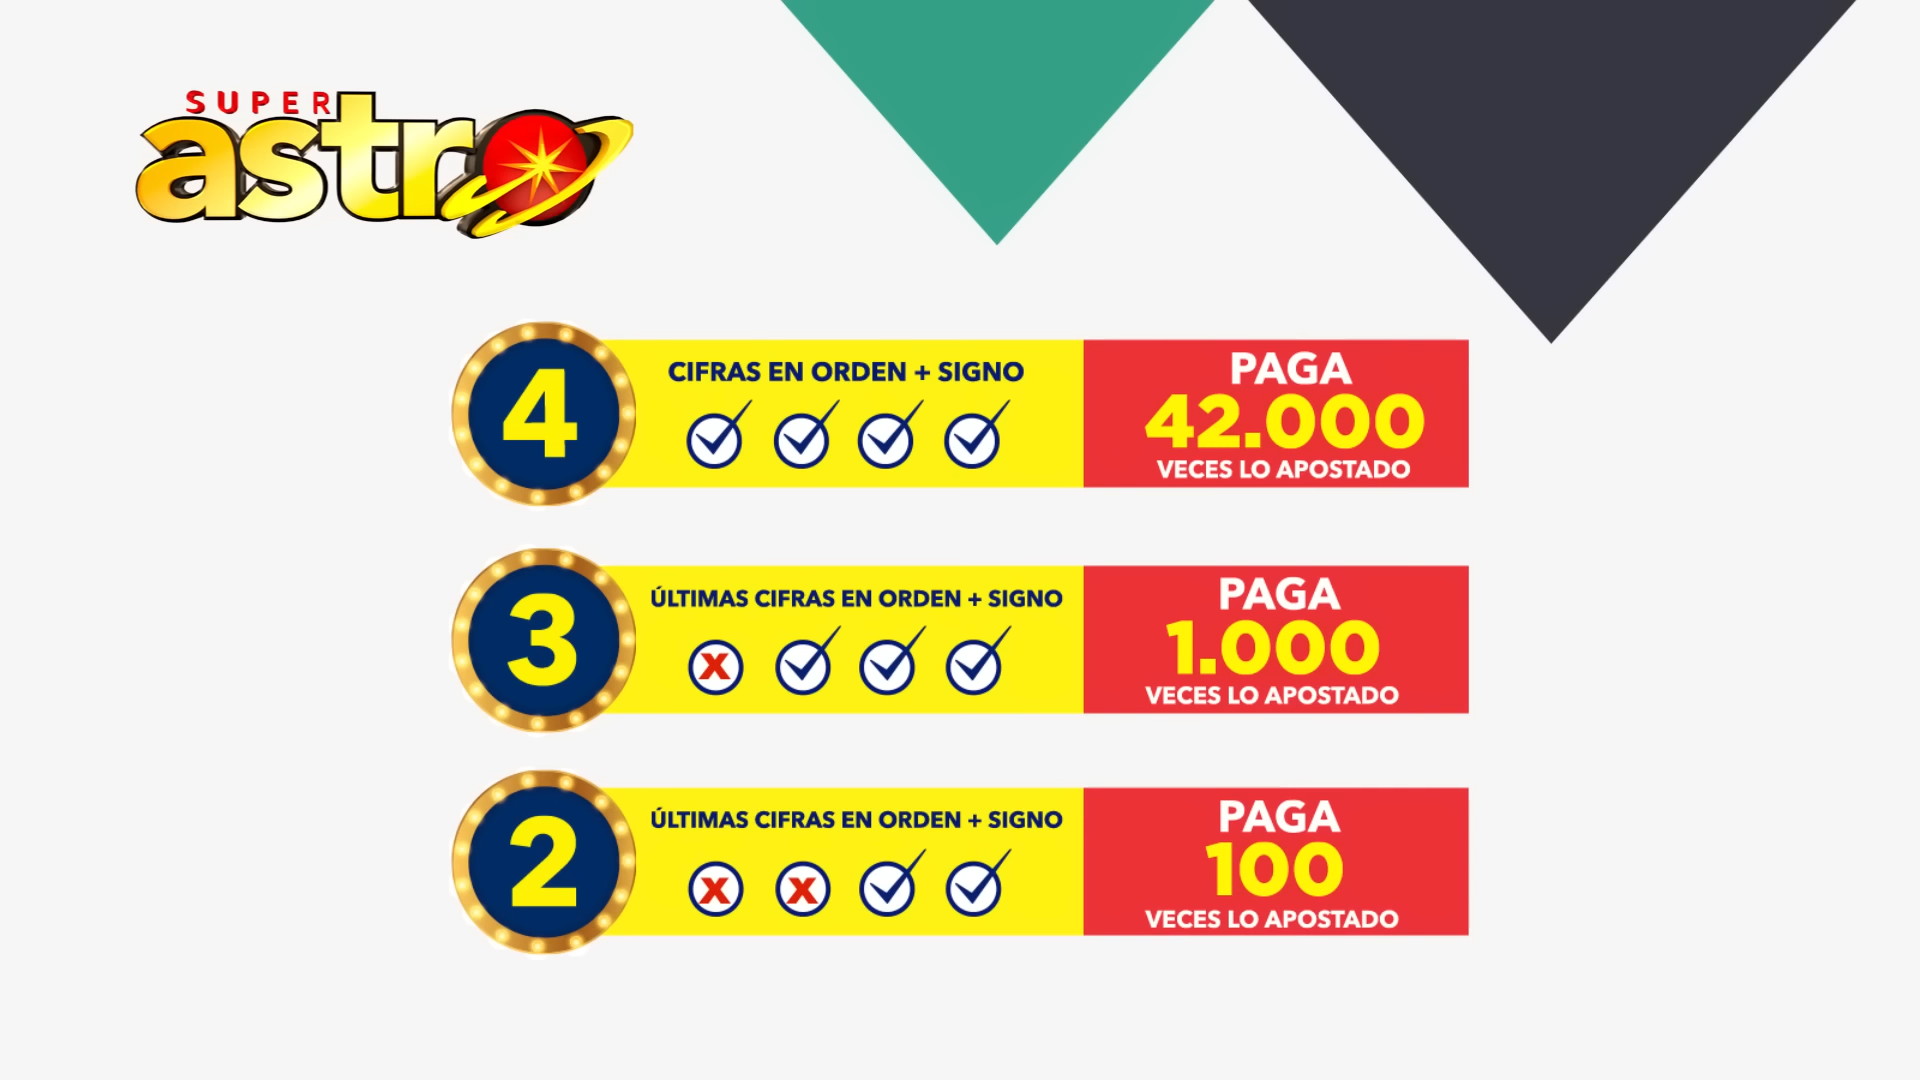 SUPER
astro
4
CIFRAS EN ORDEN + SIGNO
PAGA
42.000
VECES LO APOSTADO
3
ÚLTIMAS CIFRAS EN ORDEN + SIGNO
X
PAGA
1.000
VECES LO APOSTADO
2
ÚLTIMAS CIFRAS EN ORDEN + SIGNO
X X
PAGA
100
VECES LO APOSTADO